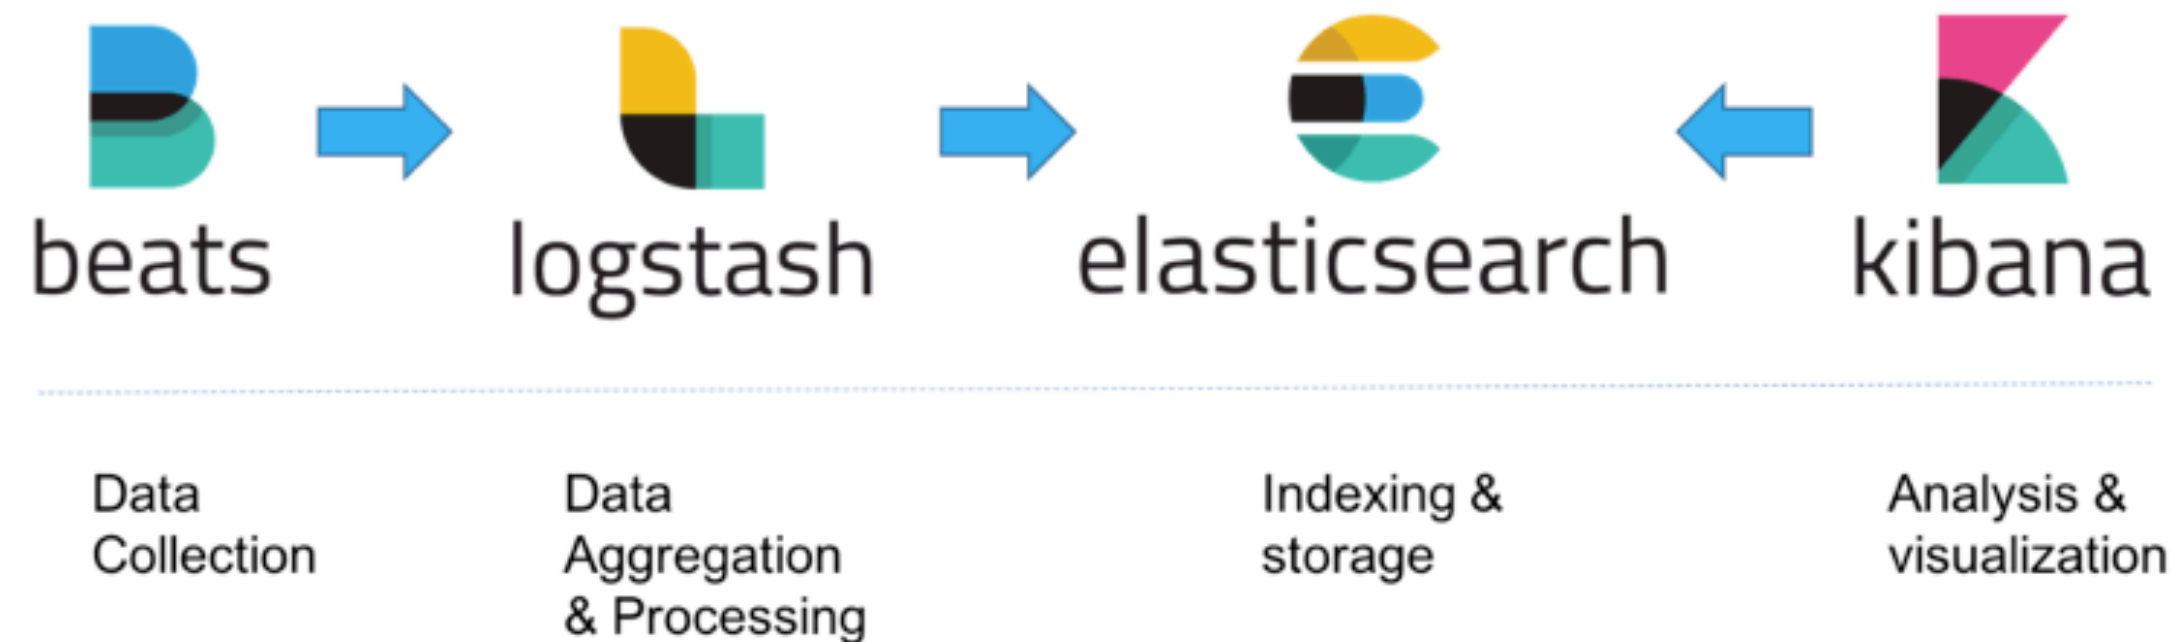 beats
logstash
elasticsearch
kibana
Data
Collection
Data
Aggregation
& Processing
Indexing &
storage
Analysis &
visualization